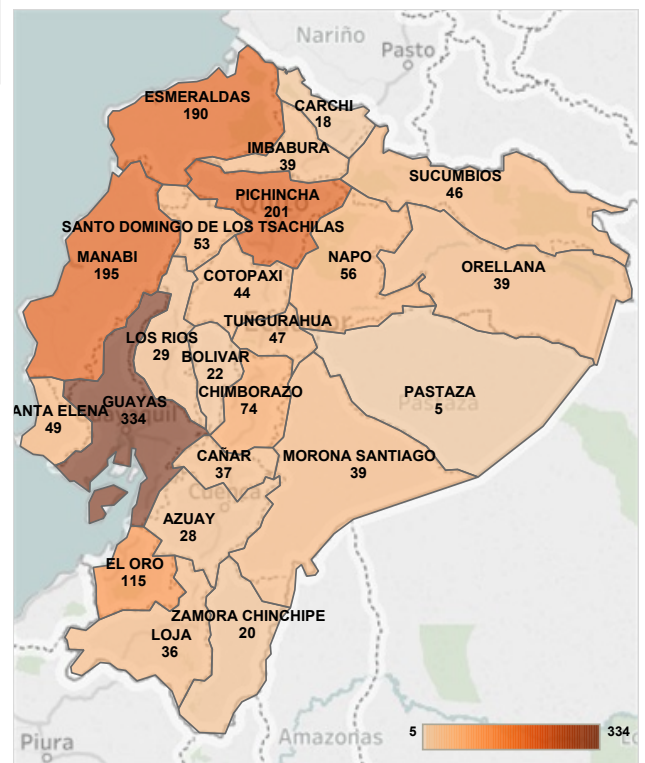 Nariño
Pasto
ESMERALDAS
190
CARCHI
18
IMBABURA
39
SUCUMBIOS
46
PICHINCHA
201
SANTO DOMINGO DE LOS TSACHILAS
53
MANABI
195
NAPO
56
ORELLANA
39
COTOPAXI
44
TUNGURAHUA
47
LOS RIOS
29
BOLIVAR
22
CHIMBORAZO
74
PASTAZA
5
Pastaza
ANTA ELENA
49
GUAYAS
334
CAÑAR
37
MORONA SANTIAGO
39
Cuenca
AZUAY
28
EL ORO
115
ZAMORA CHINCHIPE
20
LOJA
36
5
334
Piura
Amazonas